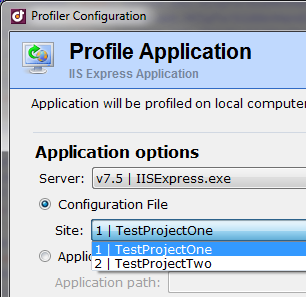 Profiler Configuration
Profile Application
IIS Express Application
Application will be profiled on local computer
Application options
Server: v7.5 | IISExpress.exe
Configuration File
Site: 1 | TestProjectOne
1 | TestProjectOne
2 | TestProjectTwo
Applic
Application path: